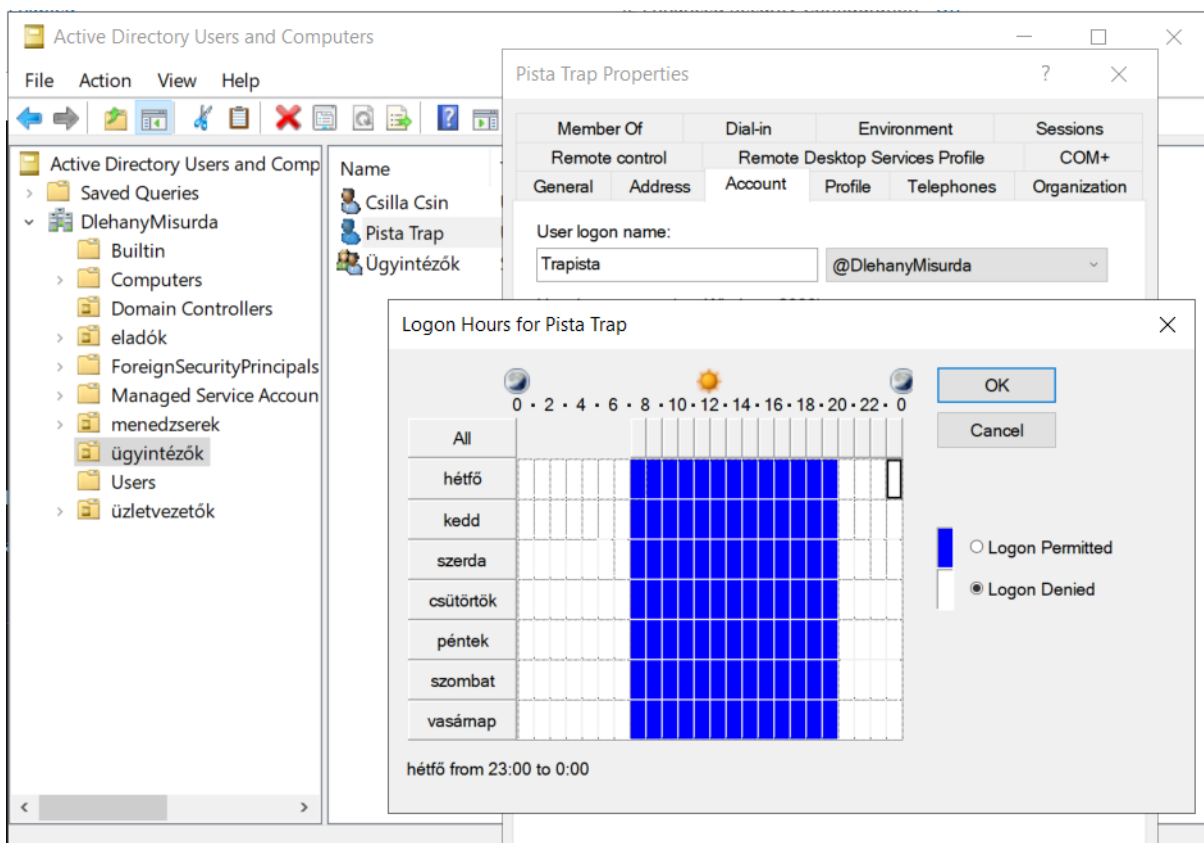 Active Directory Users and Computers
File Action View Help
Active Directory Users and Comp
Saved Queries
DlehanyMisurda
Builtin
Computers
Domain Controllers
eladók
ForeignSecurityPrincipals
Managed Service Accoun
menedzserek
ügyintézők
Users
üzletvezetők
Name
Csilla Csin
Pista Trap
Ügyintézők
Pista Trap Properties
?
Member Of Dial-in Environment Sessions
Remote control Remote Desktop Services Profile COM+
General Address Account Profile Telephones Organization
User logon name:
Trapista @DlehanyMisurda
Logon Hours for Pista Trap
0 · 2 · 4 · 6 · 8 · 10 · 12 · 14 · 16 · 18 · 20 · 22 · 0
All
hétfő
kedd
szerda
csütörtök
péntek
szombat
vasárnap
hétfő from 23:00 to 0:00
OK
Cancel
Logon Permitted
Logon Denied